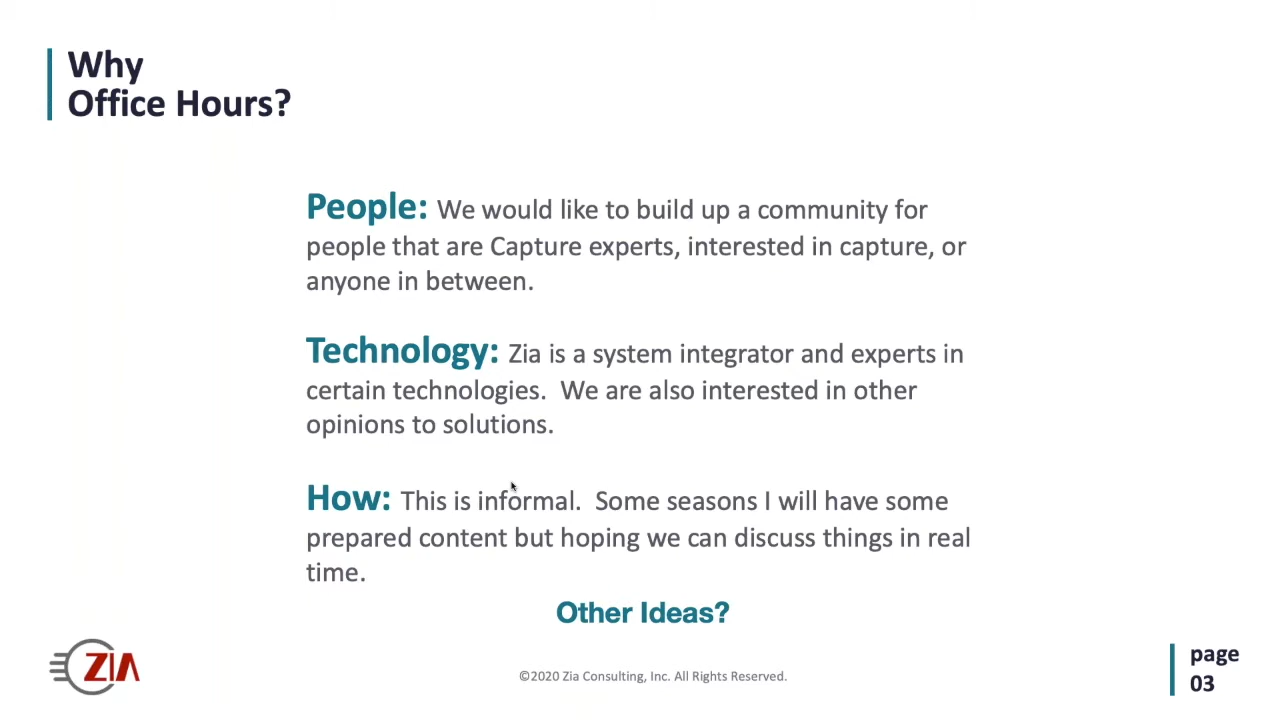 Why
Office Hours?
People: We would like to build up a community for
people that are Capture experts, interested in capture, or
anyone in between.
Technology: Zia is a system integrator and experts in
certain technologies.  We are also interested in other
opinions to solutions.
How: This is informal.  Some seasons I will have some
prepared content but hoping we can discuss things in real
time.
Other Ideas?
ZIA
©2020 Zia Consulting, Inc. All Rights Reserved.
page
03